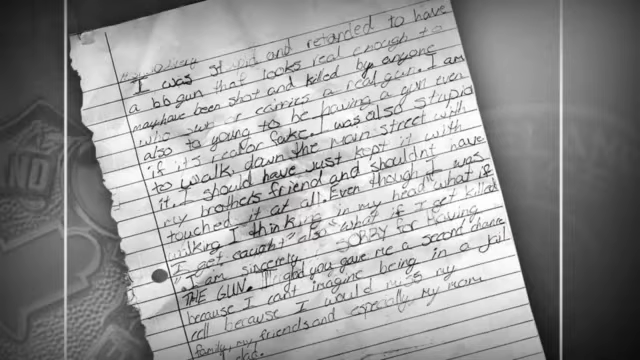 ND
I was stupid and retarded to have
a bb gun that looks real enough to
may have been shot and killed by anyone
who or carries a real gun. I am
also to young to be having a gun even
if its real or fake. I was also stupid
to walk down the main street with
it. I should have just kept it with
my brothers friend and shouldnt have
touched it at all. Even though I was
walking I thinking in my head "what if
I get caught" also "what if I get killed"
I am sincerely SORRY for having
THE GUN. I glad you gave me a second chance
because I cant imagine being in a jail
cell because I would miss my
family, my friends and especially my mom